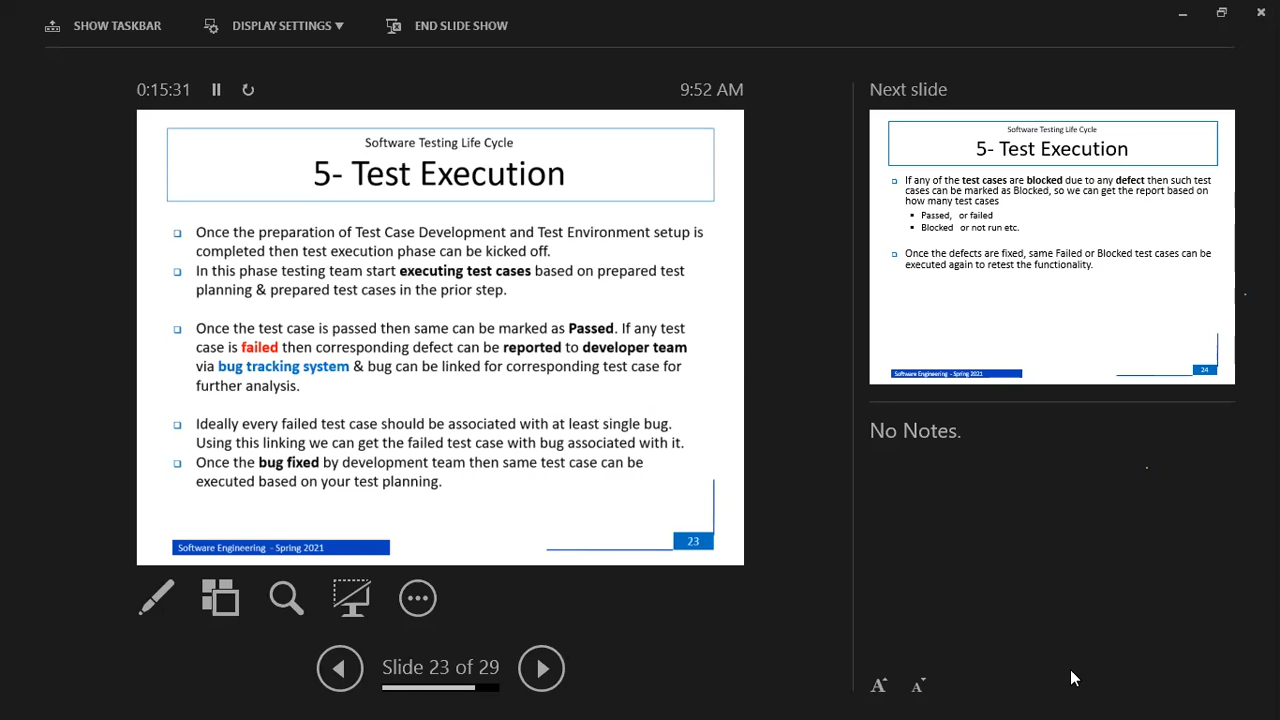 SHOW TASKBAR
DISPLAY SETTINGS ▼
END SLIDE SHOW
0:15:31
9:52 AM
Software Testing Life Cycle
5- Test Execution
Once the preparation of Test Case Development and Test Environment setup is
completed then test execution phase can be kicked off.
In this phase testing team start executing test cases based on prepared test
planning & prepared test cases in the prior step.
Once the test case is passed then same can be marked as Passed. If any test
case is failed then corresponding defect can be reported to developer team
via bug tracking system & bug can be linked for corresponding test case for
further analysis.
Ideally every failed test case should be associated with at least single bug.
Using this linking we can get the failed test case with bug associated with it.
Once the bug fixed by development team then same test case can be
executed based on your test planning.
Software Engineering - Spring 2021
23
Slide 23 of 29
Next slide
Software Testing Life Cycle
5- Test Execution
If any of the test cases are blocked due to any defect then such test
cases can be marked as Blocked, so we can get the report based on
how many test cases
Passed, or failed
Blocked or not run etc.
Once the defects are fixed, same Failed or Blocked test cases can be
executed again to retest the functionality.
Software Engineering - Spring 2021
24
No Notes.
A A